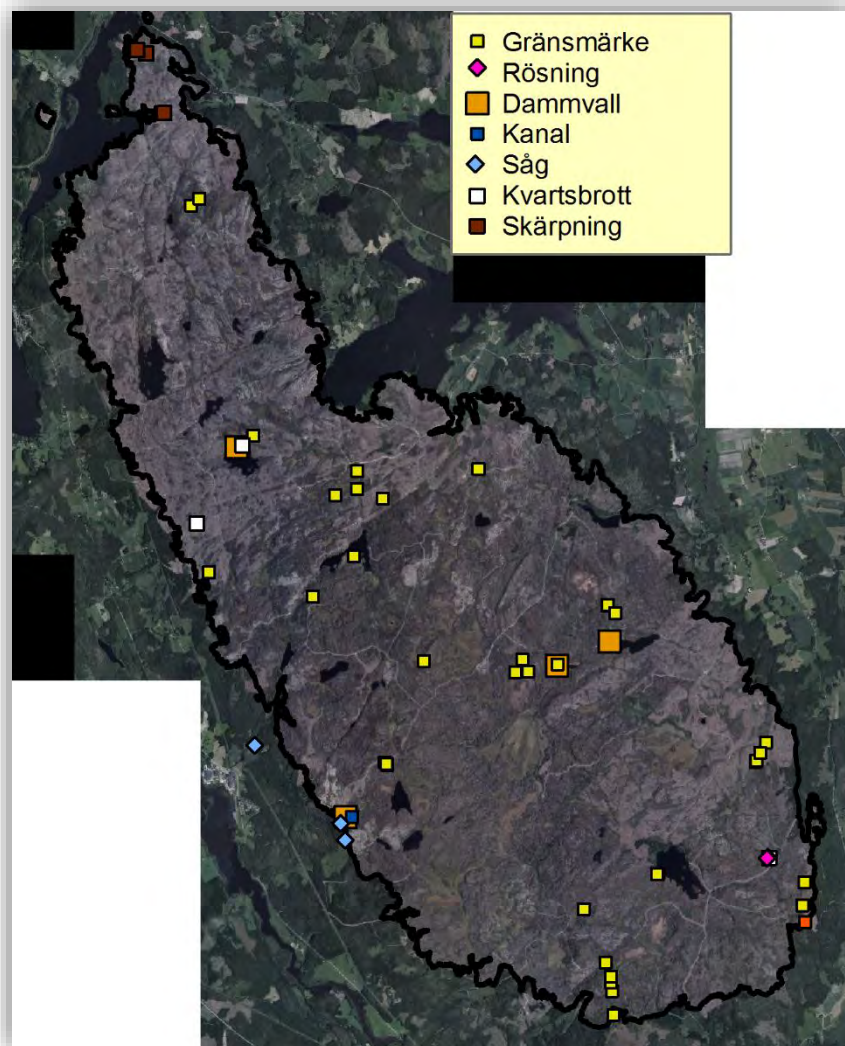 Gränsmärke
Rösning
Dammvall
Kanal
Såg
Kvartsbrott
Skärpning